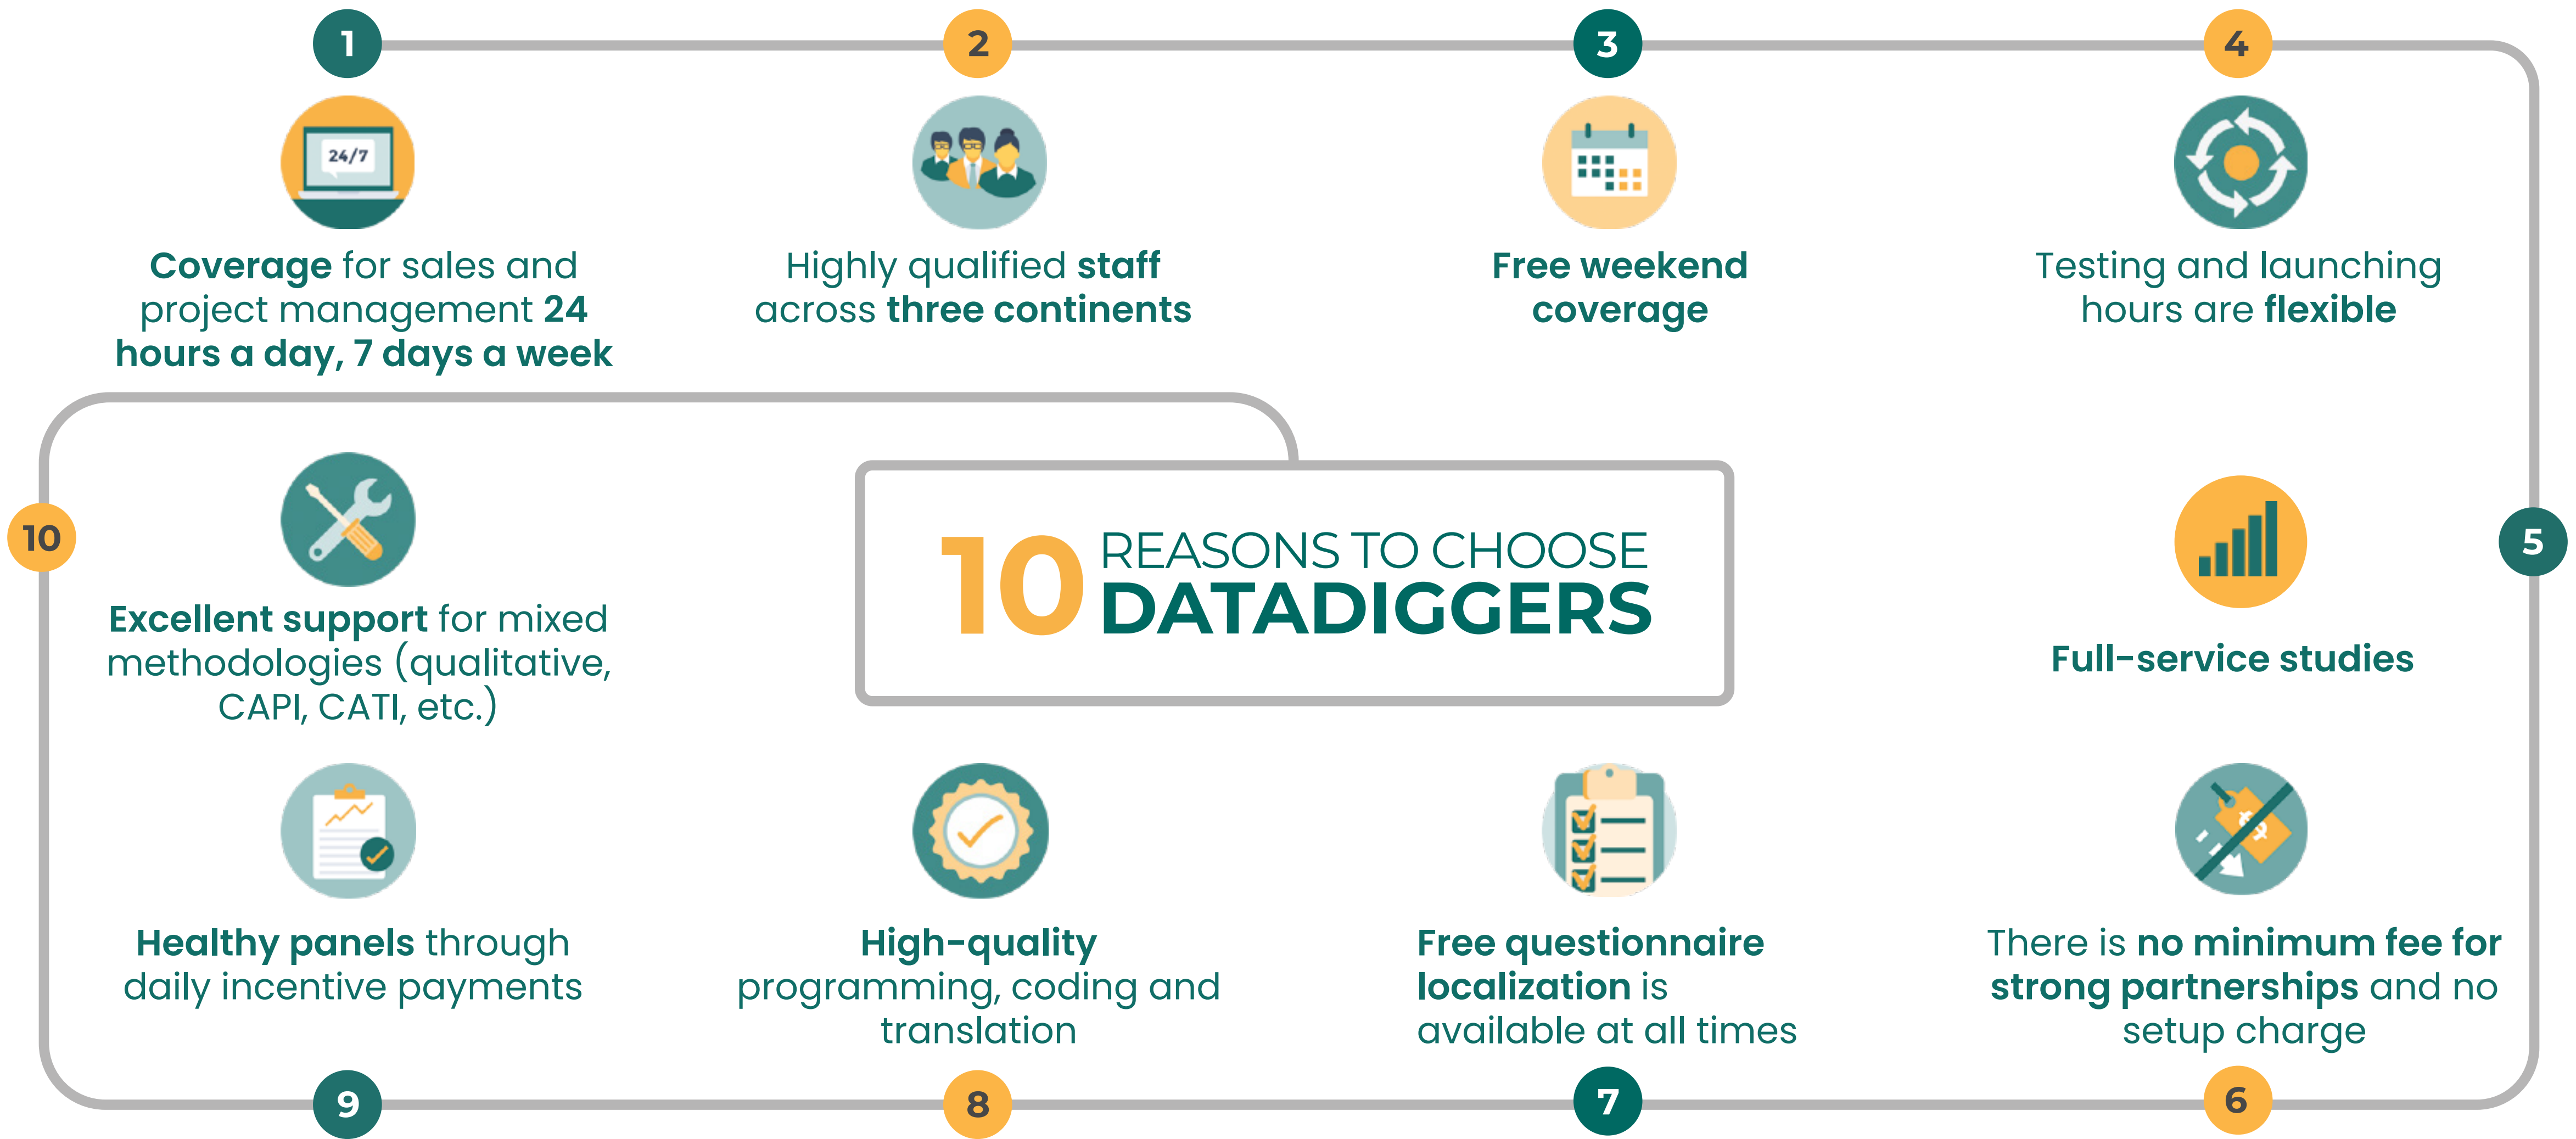 1
24/7
Coverage for sales and
project management 24
hours a day, 7 days a week
2
Highly qualified staff
across three continents
3
Free weekend
coverage
4
Testing and launching
hours are flexible
10 REASONS TO CHOOSE
DATADIGGERS
5
Full-service studies
6
There is no minimum fee for
strong partnerships and no
setup charge
7
Free questionnaire
localization is
available at all times
8
High-quality
programming, coding and
translation
9
Healthy panels through
daily incentive payments
10
Excellent support for mixed
methodologies (qualitative,
CAPI, CATI, etc.)